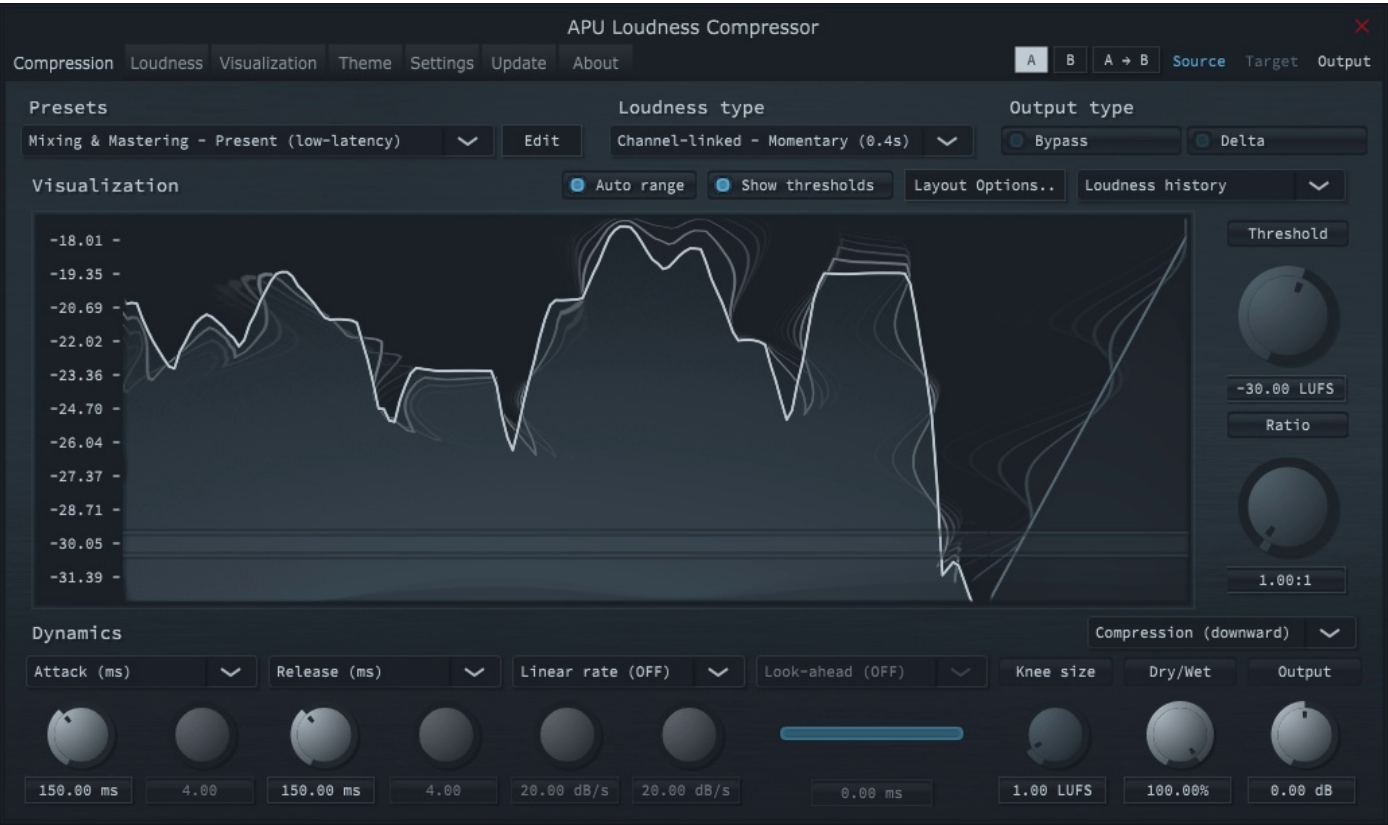 APU Loudness Compressor
Compression Loudness Visualization Theme Settings Update About A B A → B Source Target Output
Presets Loudness type Output type
Mixing & Mastering - Present (low-latency) Edit Channel-linked - Momentary (0.4s) Bypass Delta
Visualization Auto range Show thresholds Layout Options.. Loudness history
-18.01 -
Threshold
-19.35 -
-20.69 -
-22.02 -
-23.36 -
-30.00 LUFS
-24.70 -
Ratio
-26.04 -
-27.37 -
-28.71 -
-30.05 -
-31.39 -
1.00:1
Dynamics Compression (downward)
Attack (ms) Release (ms) Linear rate (OFF) Look-ahead (OFF) Knee size Dry/Wet Output
150.00 ms 4.00 150.00 ms 4.00 20.00 dB/s 20.00 dB/s 0.00 ms 1.00 LUFS 100.00% 0.00 dB